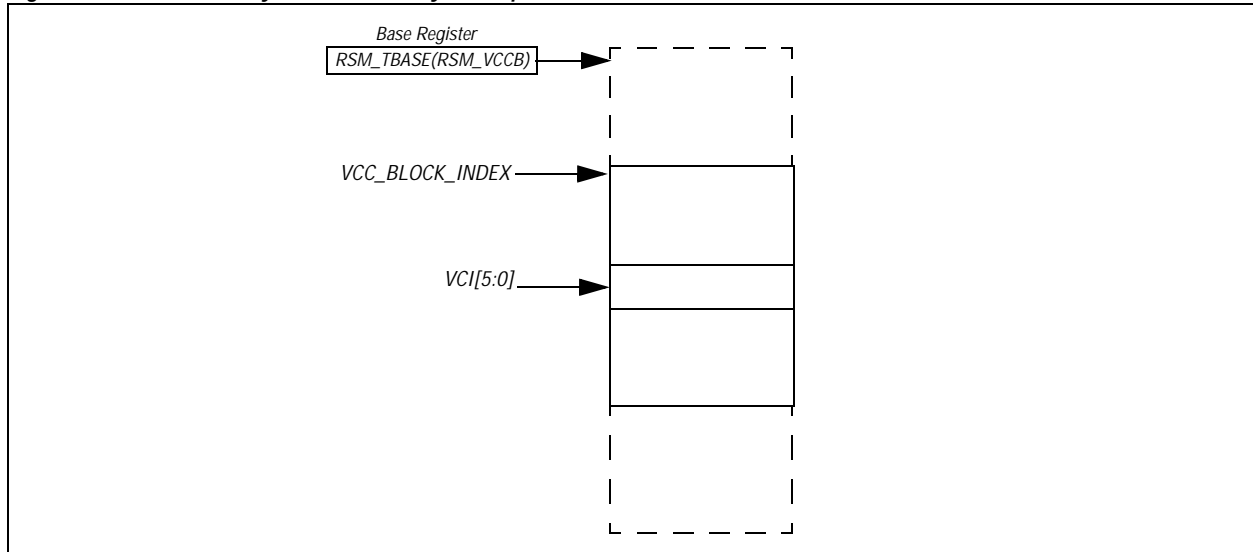 Base Register
RSM_TBASE(RSM_VCCB)
VCC_BLOCK_INDEX
VCI[5:0]